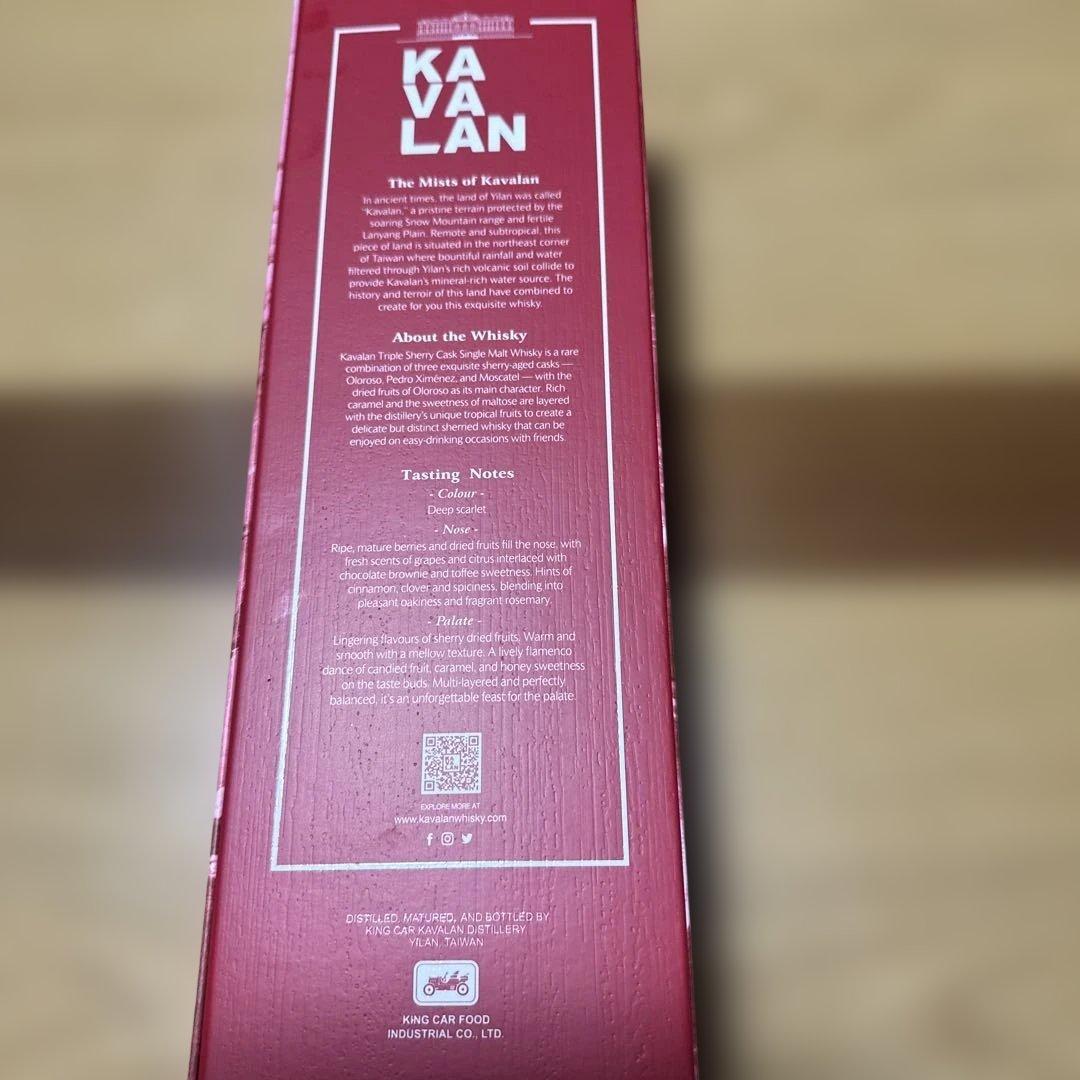 KA
VA
LAN
The Mists of Kavalan
In ancient times, the land of Yilan was called
"Kavalan," a pristine terrain protected by the
soaring Snow Mountain range and fertile
Lanyang Plain. Remote and subtropical, this
piece of land is situated in the northeast corner
of Taiwan where bountiful rainfall and water
filtered through Yilan's rich volcanic soil collide to
provide Kavalan's mineral-rich water source. The
history and terroir of this land have combined to
create for you this exquisite whisky.
About the Whisky
Kavalan Triple Sherry Cask Single Malt Whisky is a rare
combination of three exquisite sherry-aged casks —
Oloroso, Pedro Ximénez, and Moscatel — with the
dried fruits of Oloroso as its main character. Rich
caramel and the sweetness of maltose are layered
with the distillery's unique tropical fruits to create a
delicate but distinct sherried whisky that can be
enjoyed on easy-drinking occasions with friends.
Tasting Notes
- Colour -
Deep scarlet
- Nose -
Ripe, mature berries and dried fruits fill the nose, with
fresh scents of grapes and citrus interlaced with
chocolate brownie and toffee sweetness. Hints of
cinnamon, clover and spiciness, blending into
pleasant oakiness and fragrant rosemary.
- Palate -
Lingering flavours of sherry dried fruits. Warm and
smooth with a mellow texture. A lively flamenco
dance of candied fruit, caramel, and honey sweetness
on the taste buds. Multi-layered and perfectly
balanced, it's an unforgettable feast for the palate.
KA
VA
LAN
EXPLORE MORE AT
www.kavalanwhisky.com
DISTILLED, MATURED, AND BOTTLED BY
KING CAR KAVALAN DISTILLERY
YILAN, TAIWAN
KING CAR FOOD
INDUSTRIAL CO., LTD.